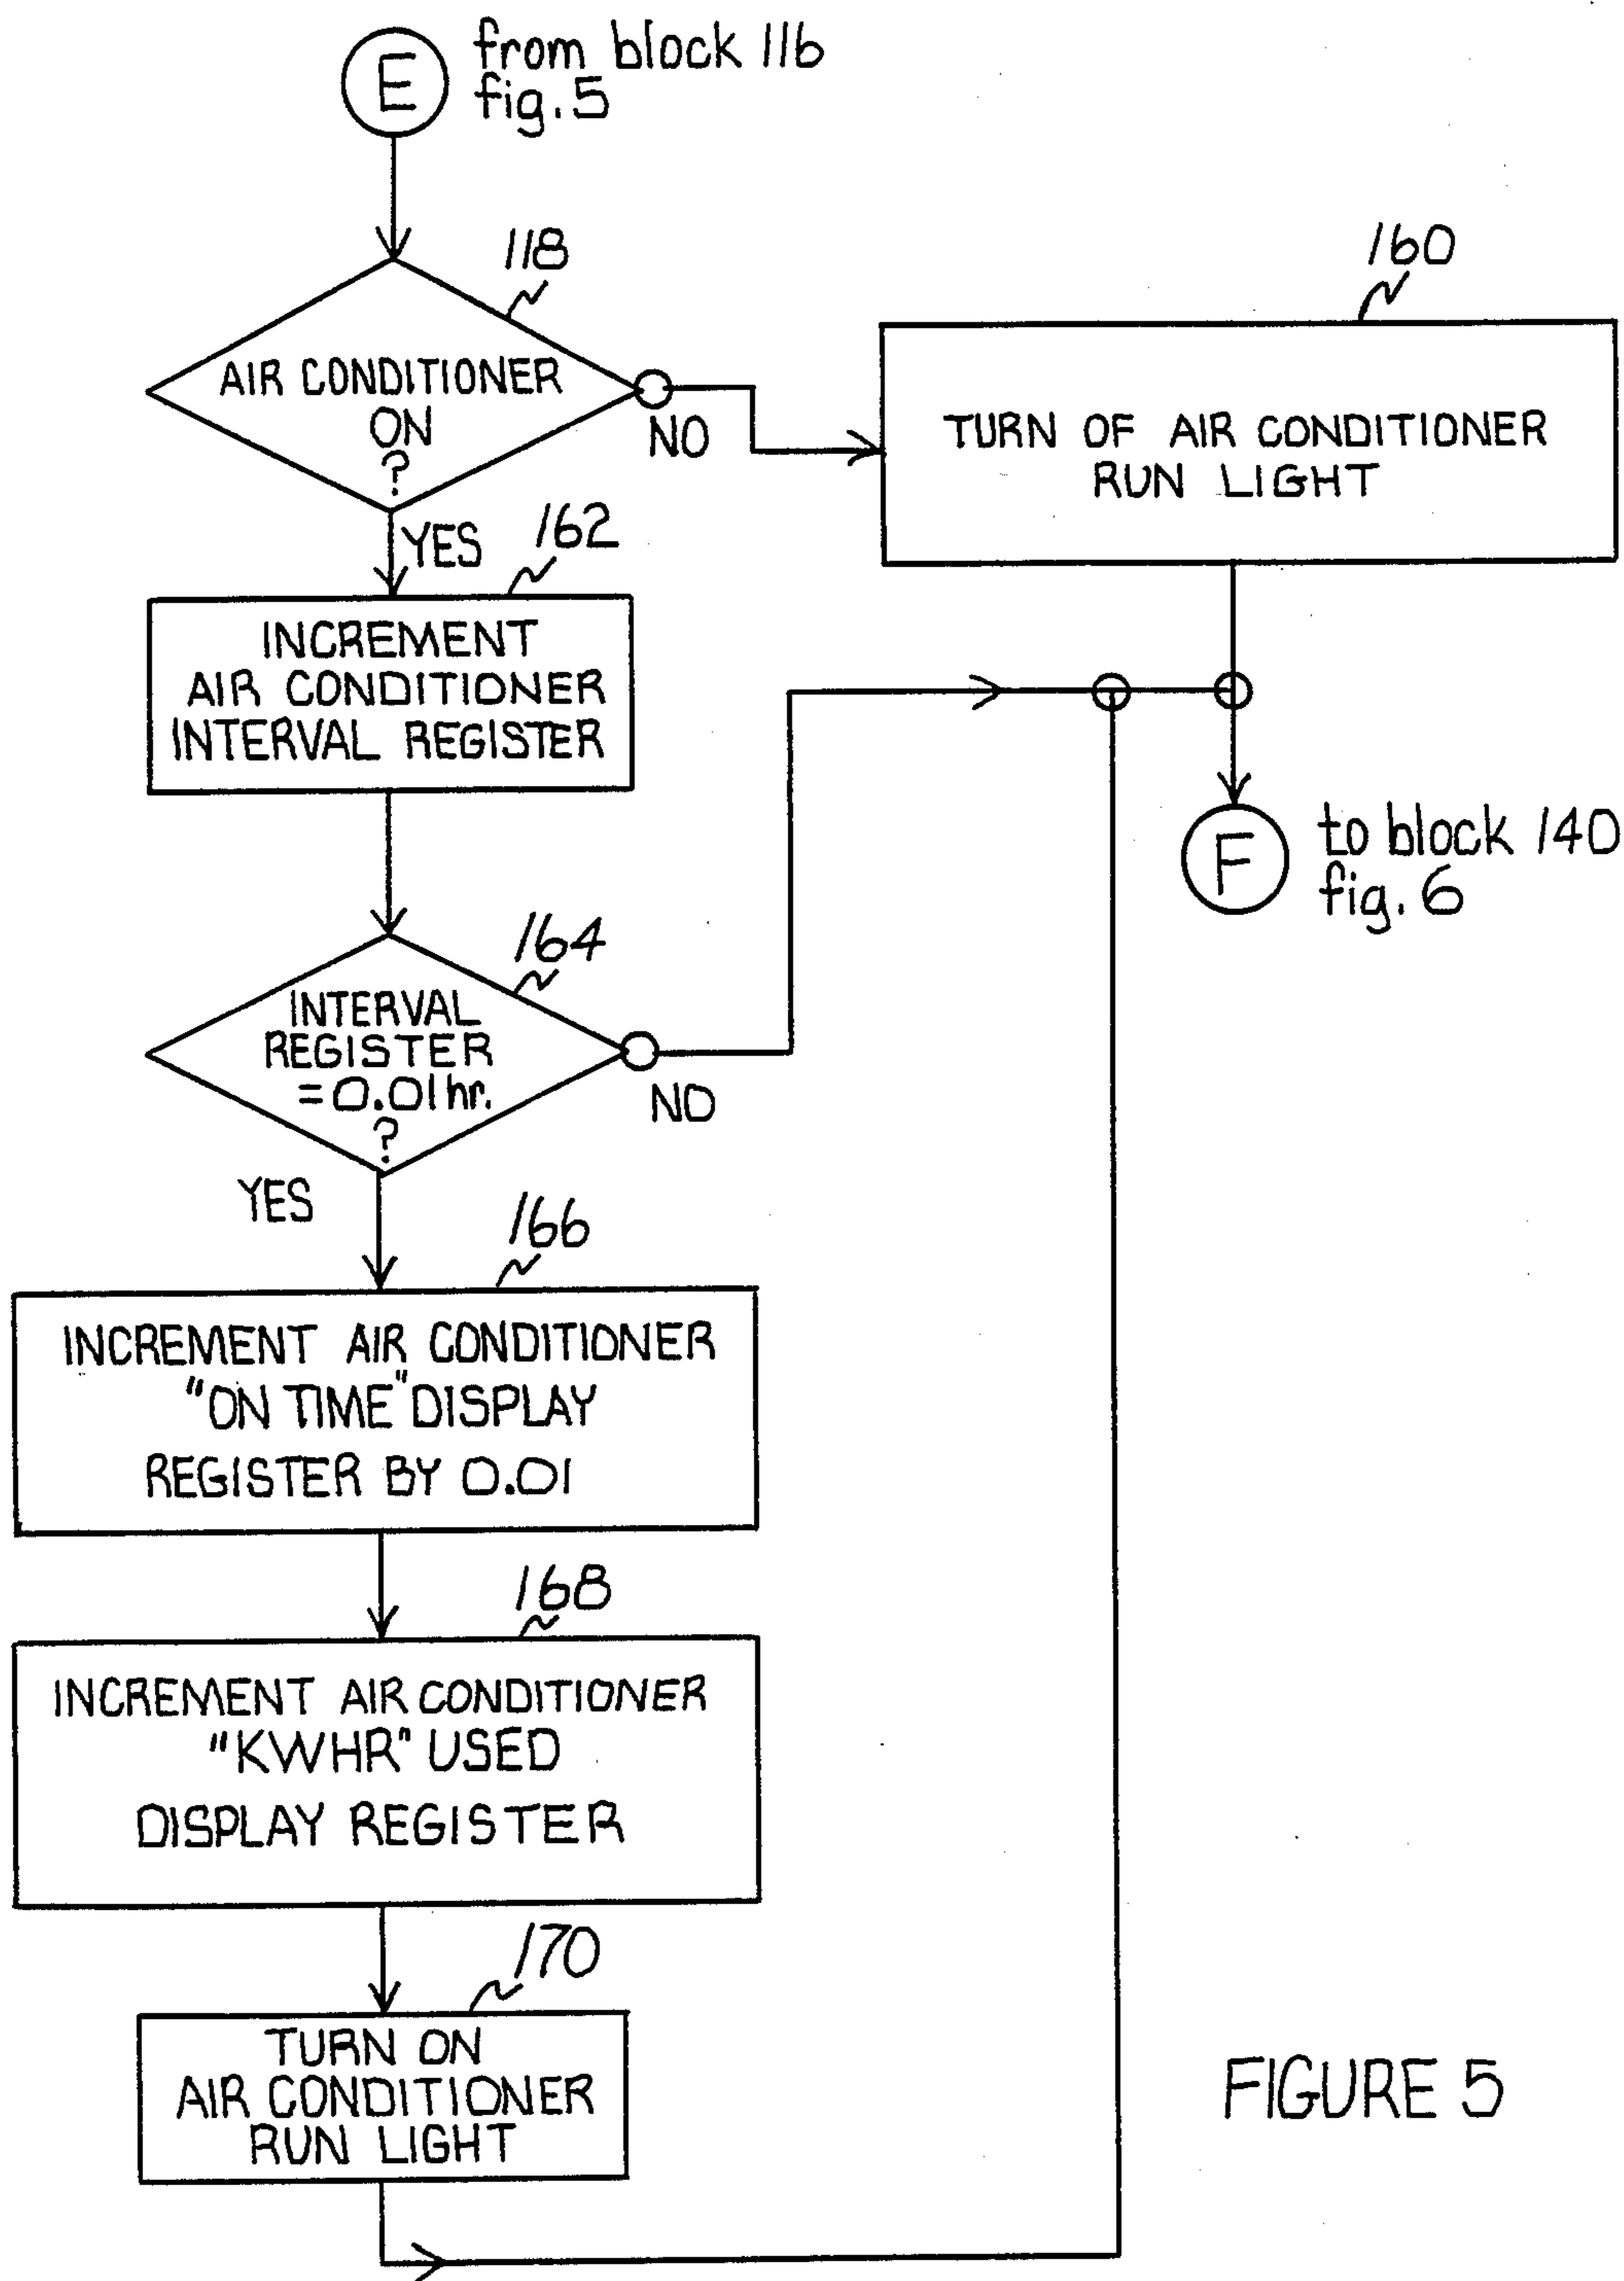 E
from block 116
fig. 5
118
AIR CONDITIONER
ON
?
NO
YES
160
TURN OF AIR CONDITIONER
RUN LIGHT
162
INCREMENT
AIR CONDITIONER
INTERVAL REGISTER
F
to block 140
fig. 6
164
INTERVAL
REGISTER
= 0.01 hr.
?
NO
YES
166
INCREMENT AIR CONDITIONER
"ON TIME" DISPLAY
REGISTER BY 0.01
168
INCREMENT AIR CONDITIONER
"KWHR" USED
DISPLAY REGISTER
170
TURN ON
AIR CONDITIONER
RUN LIGHT
FIGURE 5